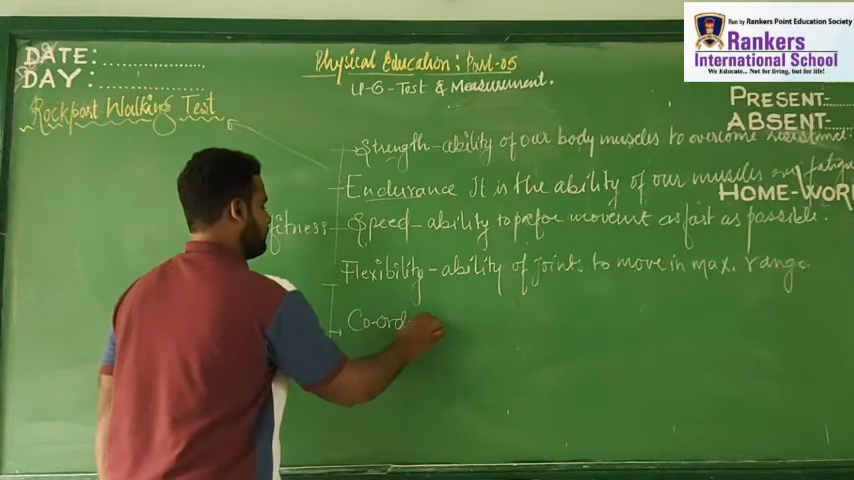 Run by Rankers Point Education Society
Rankers
International School
"We Educate... Not for living, but for life!"
DATE:
DAY:
Physical Education: Part-05
U-6-Test & Measurement.
Rockport Walking Test
PRESENT:
ABSENT:
Strength-ability of our body muscles to overcome resistance.
Endurance It is the ability of our muscles over fatigue
HOME-WOR
fitness
Speed-ability to movement as fast as possible.
Flexibility-ability of joints to move in max. range.
Co-ord